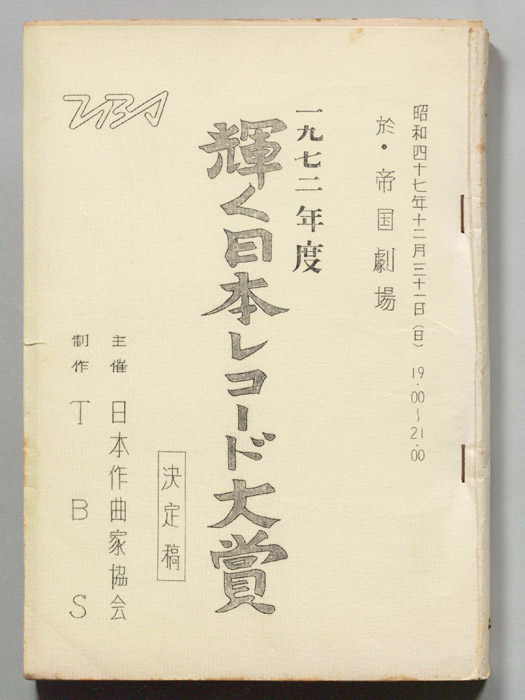 昭和四十七年十二月三十一日(日) 19.00～21.00
於・帝国劇場
一九七二年度
輝く日本レコード大賞
決定稿
主催 日本作曲家協会
制作 TBS
TBS